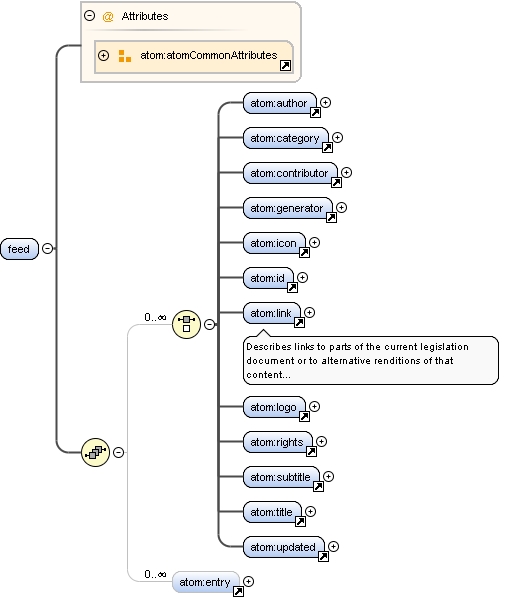 @ Attributes
atom:atomCommonAttributes
atom:author
atom:category
atom:contributor
atom:generator
atom:icon
feed
atom:id
0..∞
atom:link
Describes links to parts of the current legislation
document or to alternative renditions of that
content...
atom:logo
atom:rights
atom:subtitle
atom:title
atom:updated
0..∞
atom:entry